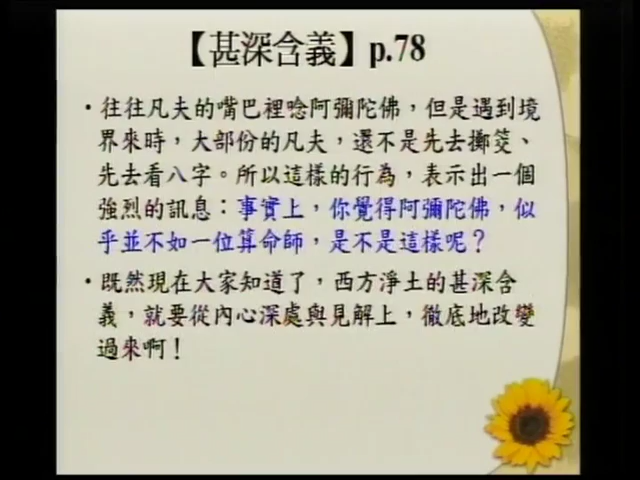 【甚深含義】p.78
•往往凡夫的嘴巴裡唸阿彌陀佛，但是遇到境
界來時，大部份的凡夫，還不是先去擲筊、
先去看八字。所以這樣的行為，表示出一個
強烈的訊息：事實上，你覺得阿彌陀佛，似
乎並不如一位算命師，是不是這樣呢？
•既然現在大家知道了，西方淨土的甚深含
義，就要從內心深處與見解上，徹底地改變
過來啊！